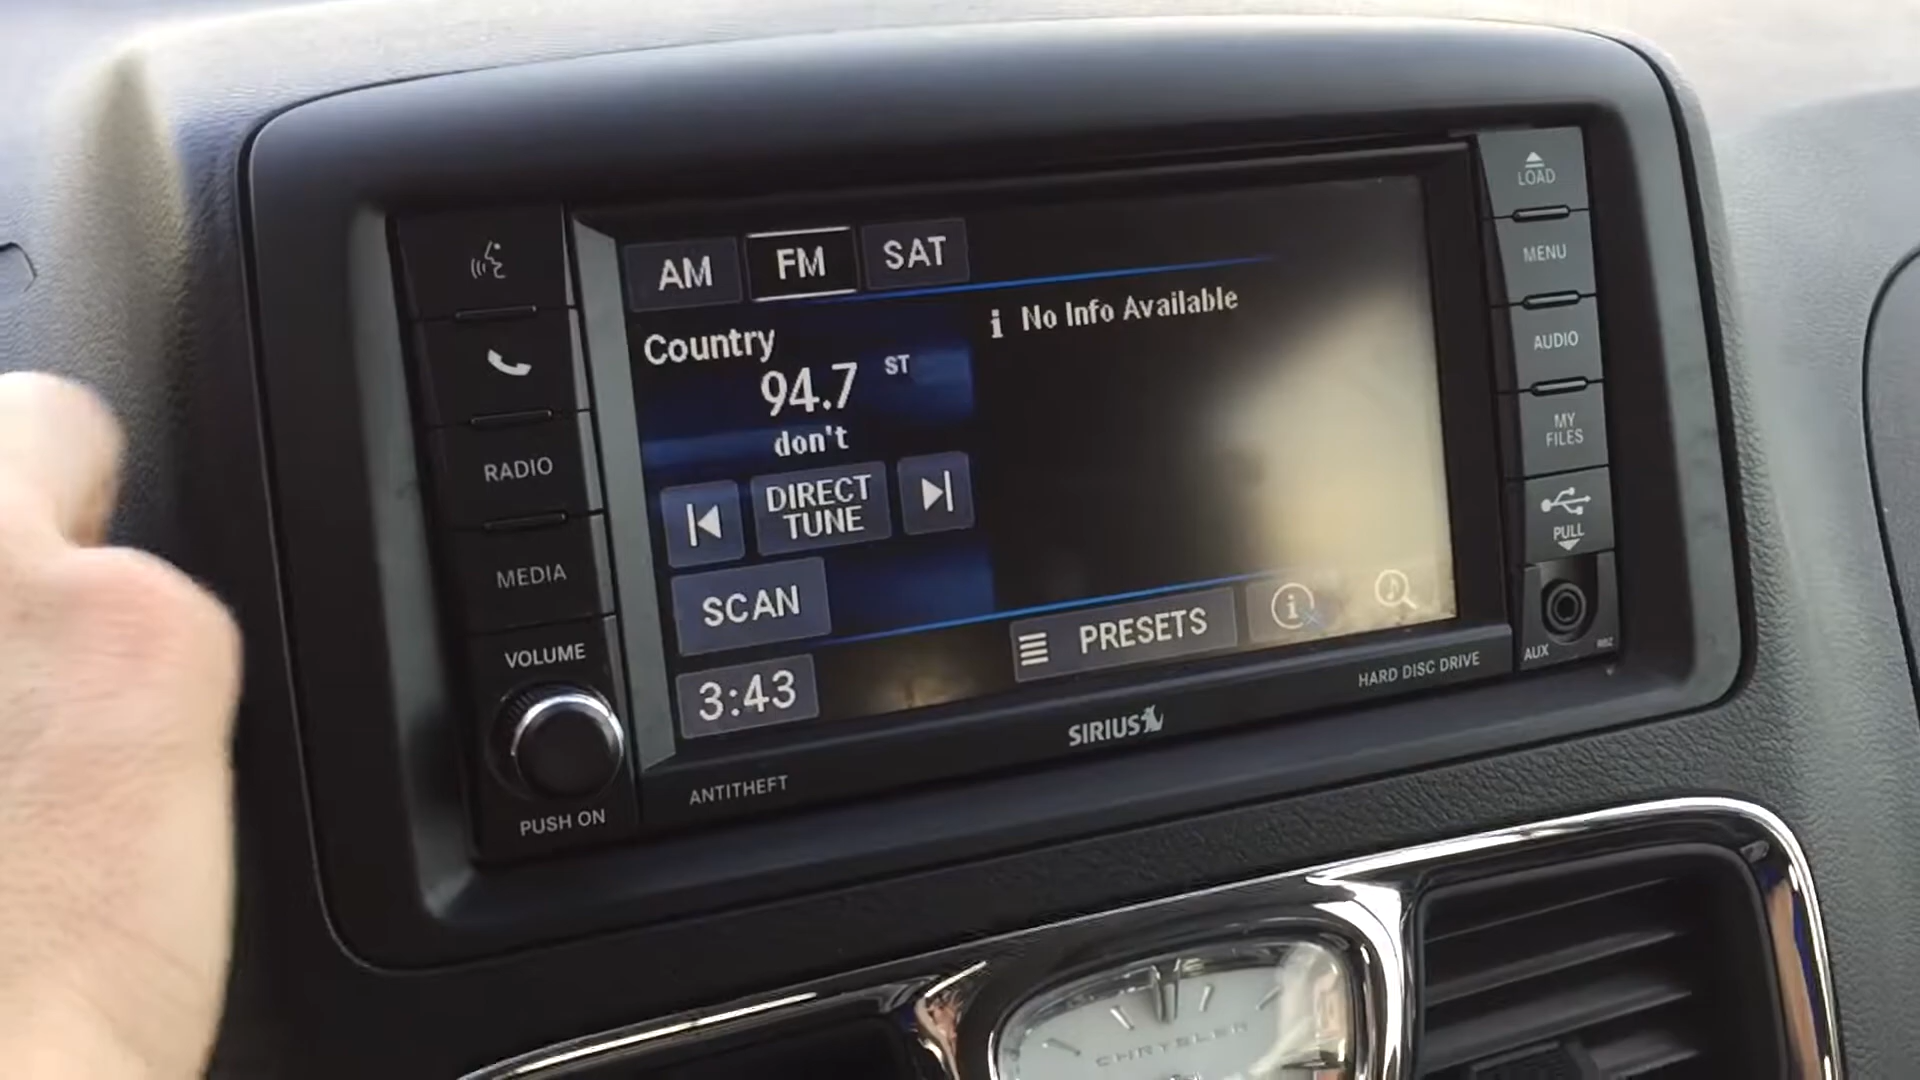 AM FM SAT
Country
94.7 ST
don't
DIRECT
TUNE
SCAN
3:43
i No Info Available
PRESETS
i
RADIO
MEDIA
VOLUME
PUSH ON
LOAD
MENU
AUDIO
MY
FILES
PULL
AUX
HARD DISC DRIVE
SIRIUS
ANTITHEFT
CHRYSLER